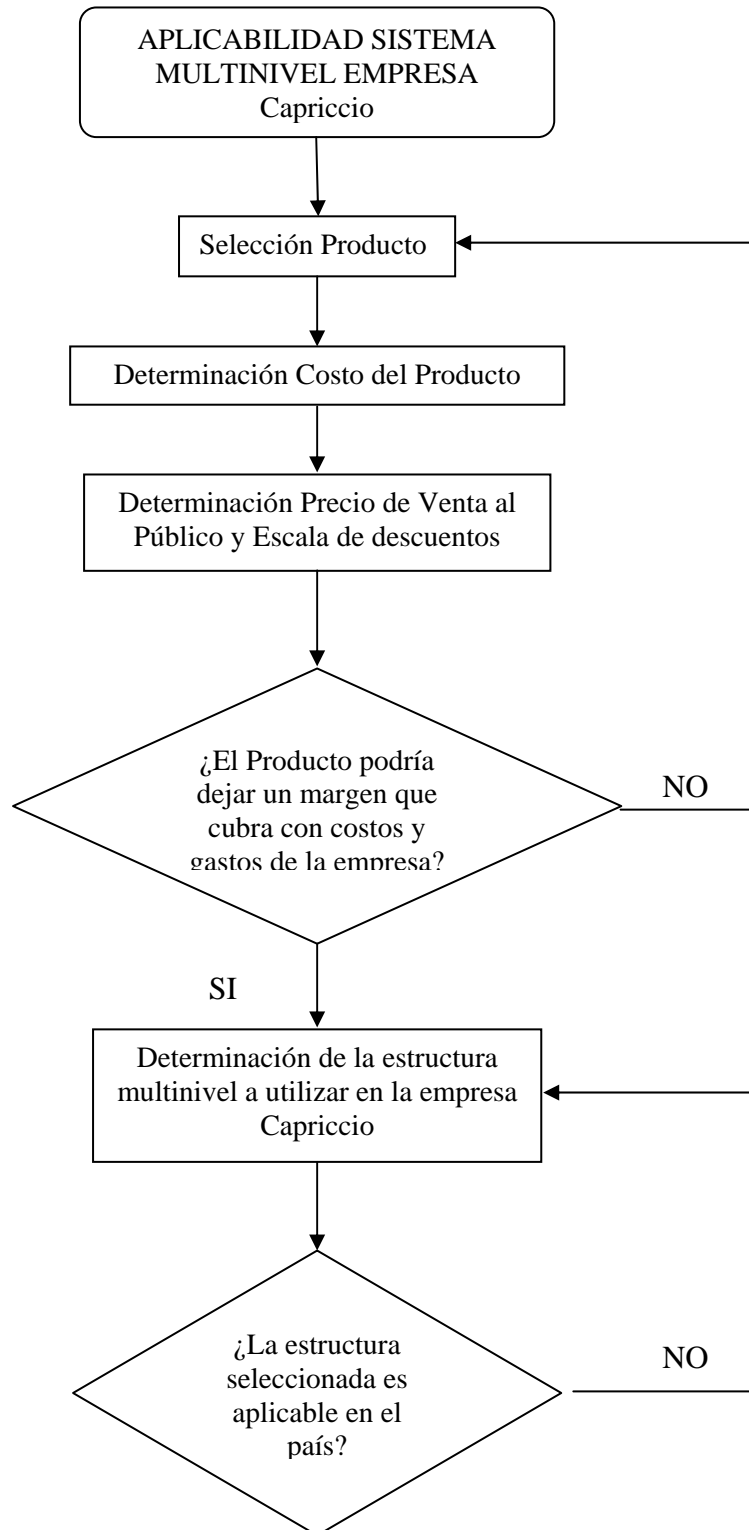 APLICABILIDAD SISTEMA
MULTINIVEL EMPRESA
Capriccio
Selección Producto
Determinación Costo del Producto
Determinación Precio de Venta al
Público y Escala de descuentos
¿El Producto podría
dejar un margen que
cubra con costos y
gastos de la empresa?
NO
SI
Determinación de la estructura
multinivel a utilizar en la empresa
Capriccio
¿La estructura
seleccionada es
aplicable en el
país?
NO